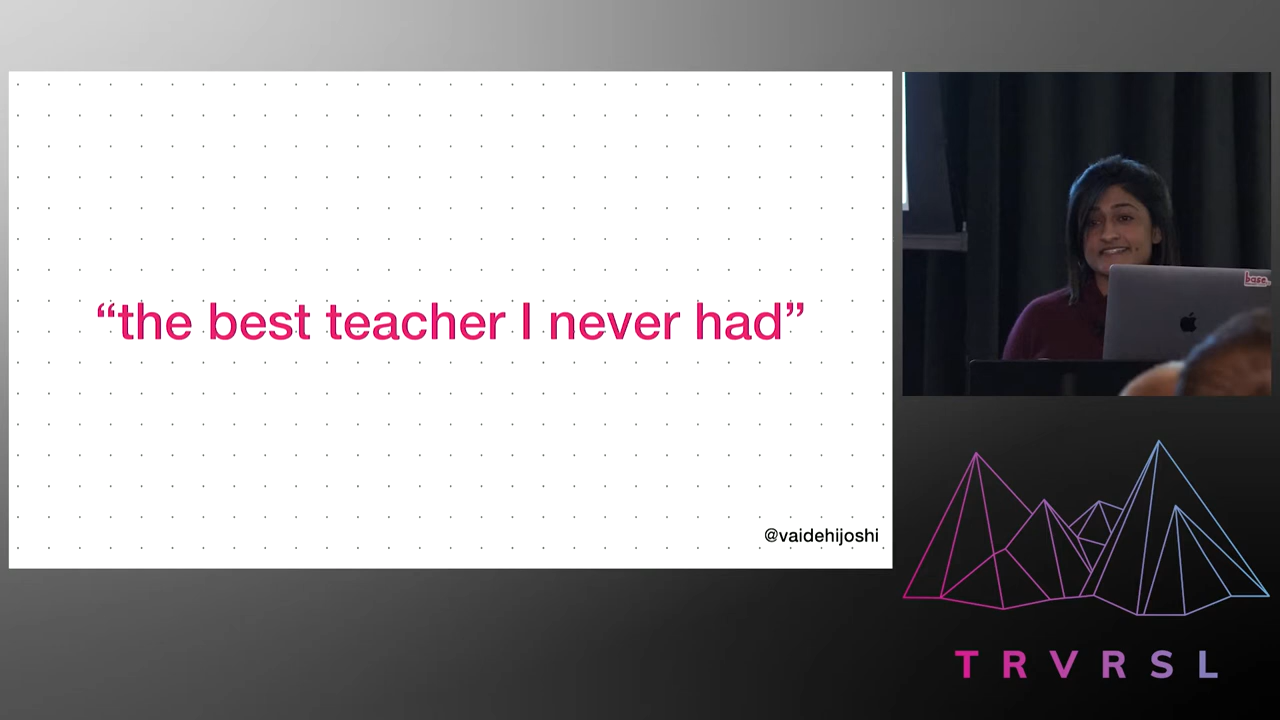 “the best teacher I never had”
@vaidehijoshi
base
TRVRSL